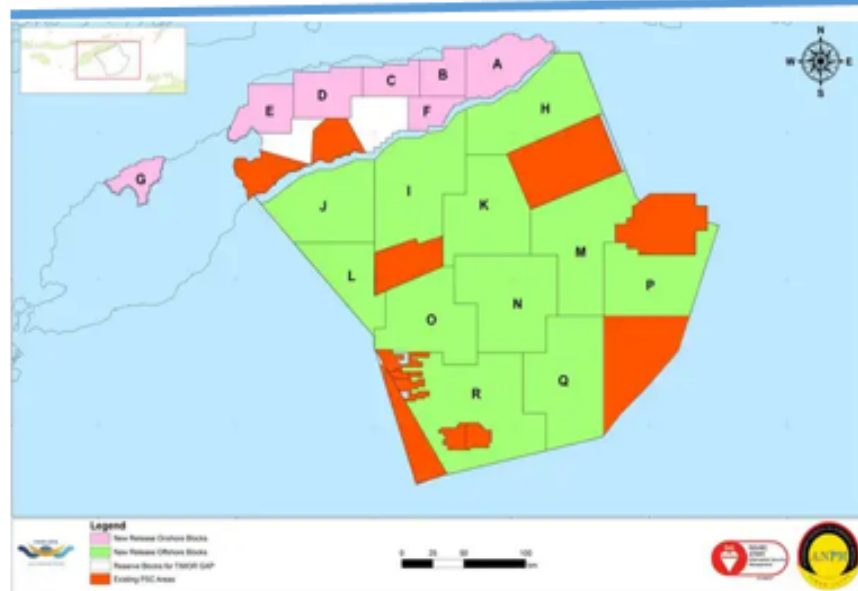 N
W E
S
A
B
C
D
E
F
G
H
I
J
K
L
M
N
O
P
Q
R
Legend
New Release Onshore Blocks
New Release Offshore Blocks
Reserve Blocks for TIMOR GAP
Existing PSC Areas
0 25 50 100
km
ANPM